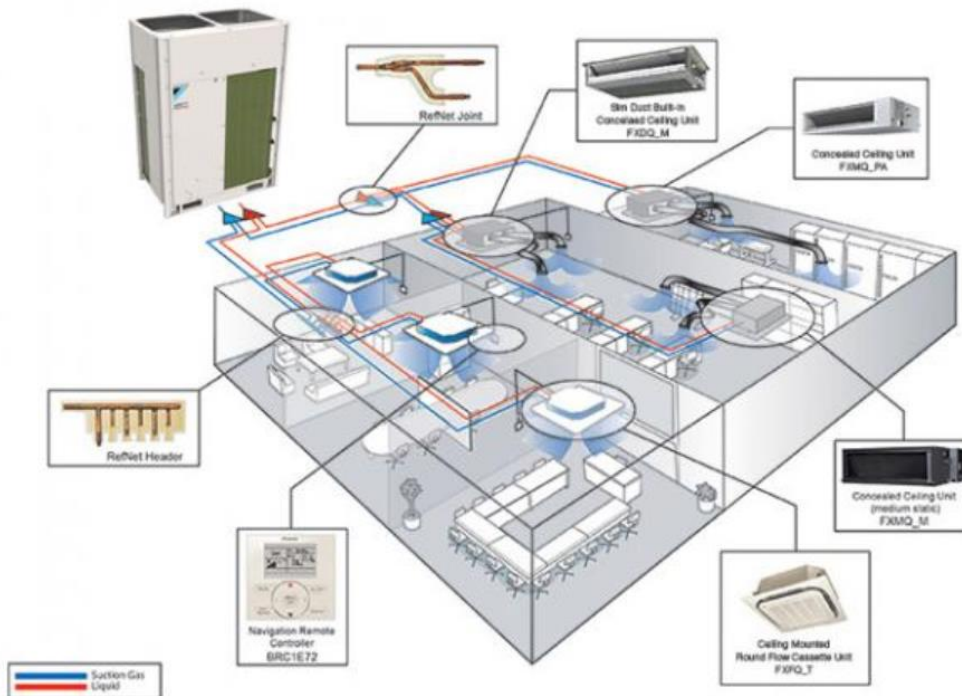 RefNet Joint
Slim Duct Built-in
Concealed Ceiling Unit
FXDQ_M
Concealed Ceiling Unit
FXMQ_PA
RefNet Header
Navigation Remote
Controller
BRC1E72
Concealed Ceiling Unit
(medium static)
FXMQ_M
Ceiling Mounted
Round Flow Cassette Unit
FXFQ_T
Suction Gas
Liquid